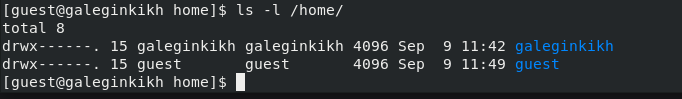 [guest@galeginkikh home]$ ls -l /home/
total 8
drwx------. 15 galeginkikh galeginkikh 4096 Sep  9 11:42 galeginkikh
drwx------. 15 guest       guest       4096 Sep  9 11:49 guest
[guest@galeginkikh home]$